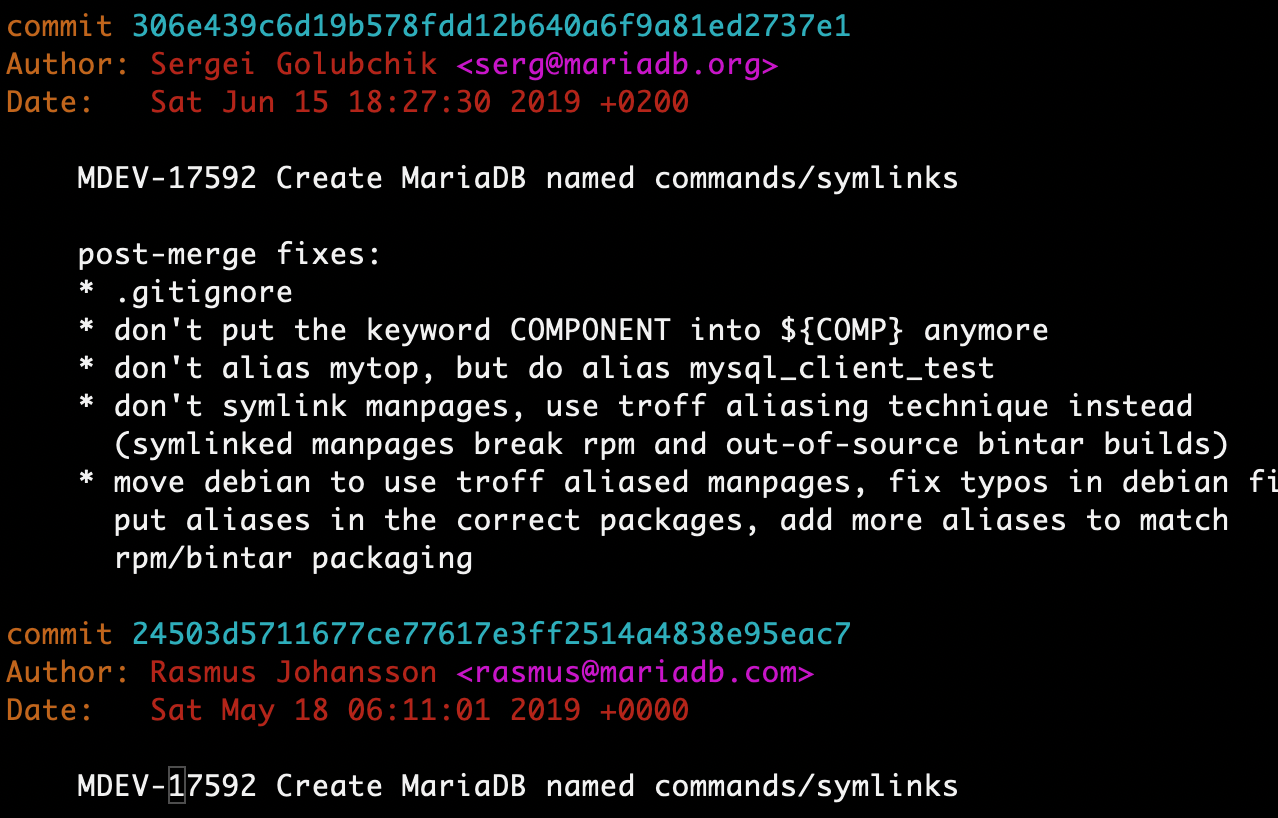 commit 306e439c6d19b578fdd12b640a6f9a81ed2737e1
Author: Sergei Golubchik <serg@mariadb.org>
Date:   Sat Jun 15 18:27:30 2019 +0200
MDEV-17592 Create MariaDB named commands/symlinks
post-merge fixes:
* .gitignore
* don't put the keyword COMPONENT into ${COMP} anymore
* don't alias mytop, but do alias mysql_client_test
* don't symlink manpages, use troff aliasing technique instead
(symlinked manpages break rpm and out-of-source bintar builds)
* move debian to use troff aliased manpages, fix typos in debian fi
put aliases in the correct packages, add more aliases to match
rpm/bintar packaging
commit 24503d5711677ce77617e3ff2514a4838e95eac7
Author: Rasmus Johansson <rasmus@mariadb.com>
Date:   Sat May 18 06:11:01 2019 +0000
MDEV-17592 Create MariaDB named commands/symlinks